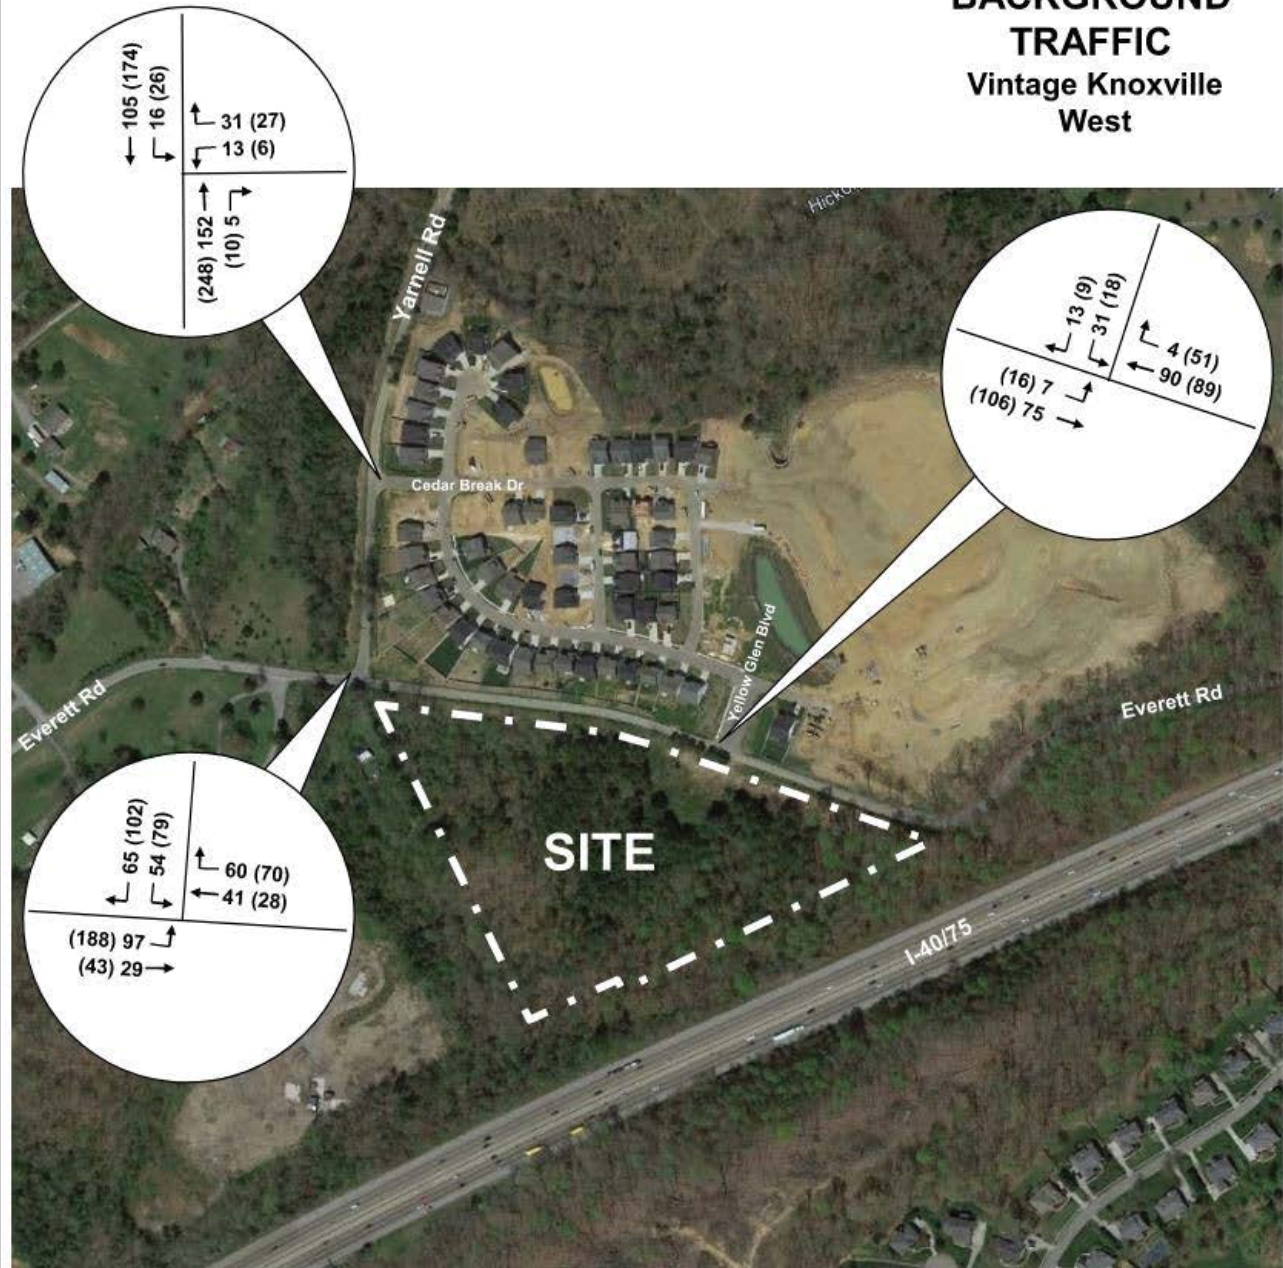 BACKGROUND
TRAFFIC
Vintage Knoxville
West
105 (174)
16 (26)
31 (27)
13 (6)
(248) 152
(10) 5
Yarnell Rd
13 (9)
31 (18)
4 (51)
90 (89)
(16) 7
(106) 75
Cedar Break Dr
Yellow Glen Blvd
Everett Rd
Everett Rd
65 (102)
54 (79)
60 (70)
41 (28)
(188) 97
(43) 29
SITE
I-40/75